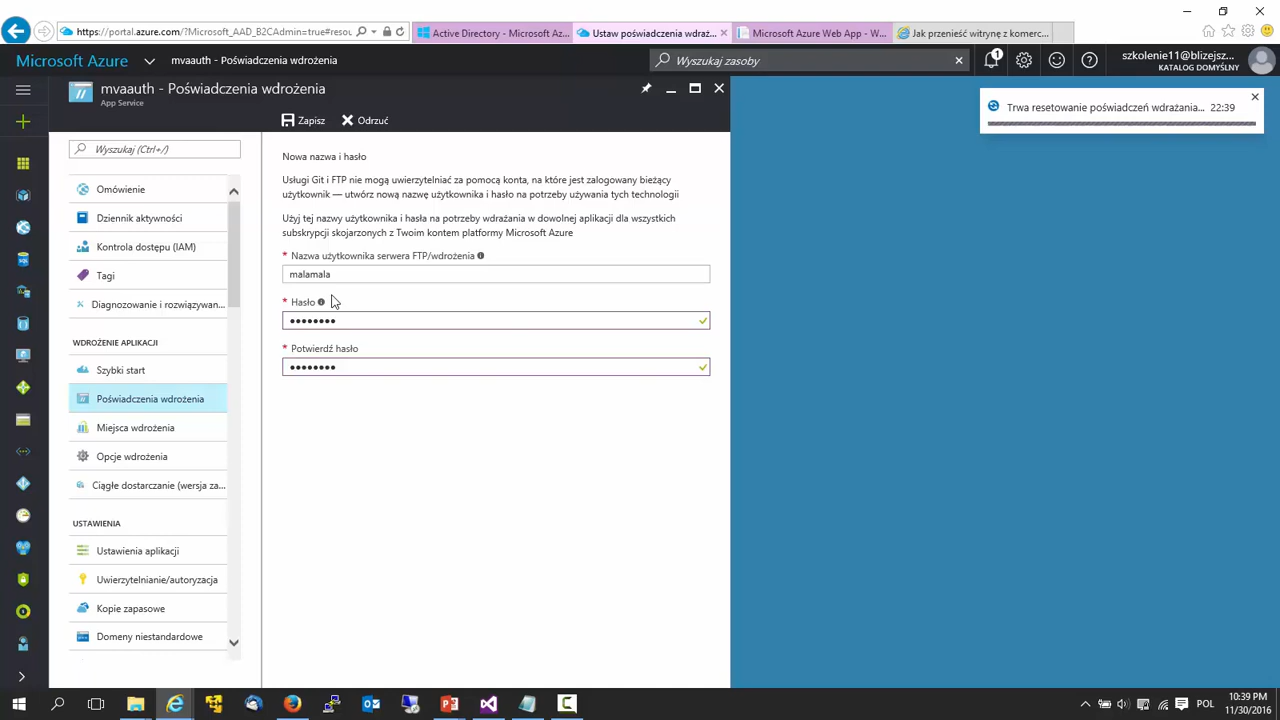 https://portal.azure.com/?Microsoft_AAD_B2CAdmin=true#resou
Active Directory - Microsoft Az...
Ustaw poświadczenia wdraż...
Microsoft Azure Web App - W...
Jak przenieść witrynę z komerc...
Microsoft Azure
mvaauth - Poświadczenia wdrożenia
Wyszukaj zasoby
1
szkolenie11@blizejsz...
KATALOG DOMYŚLNY
mvaauth - Poświadczenia wdrożenia
App Service
Zapisz
Odrzuć
Trwa resetowanie poświadczeń wdrażania... 22:39
Wyszukaj (Ctrl+/)
Omówienie
Dziennik aktywności
Kontrola dostępu (IAM)
Tagi
Diagnozowanie i rozwiązywan...
WDROŻENIE APLIKACJI
Szybki start
Poświadczenia wdrożenia
Miejsca wdrożenia
Opcje wdrożenia
Ciągłe dostarczanie (wersja za...
USTAWIENIA
Ustawienia aplikacji
Uwierzytelnianie/autoryzacja
Kopie zapasowe
Domeny niestandardowe
Nowa nazwa i hasło
Usługi Git i FTP nie mogą uwierzytelniać za pomocą konta, na które jest zalogowany bieżący
użytkownik — utwórz nową nazwę użytkownika i hasło na potrzeby używania tych technologii
Użyj tej nazwy użytkownika i hasła na potrzeby wdrażania w dowolnej aplikacji dla wszystkich
subskrypcji skojarzonych z Twoim kontem platformy Microsoft Azure
* Nazwa użytkownika serwera FTP/wdrożenia
malamala
* Hasło
••••••••
* Potwierdź hasło
••••••••
POL
10:39 PM
11/30/2016